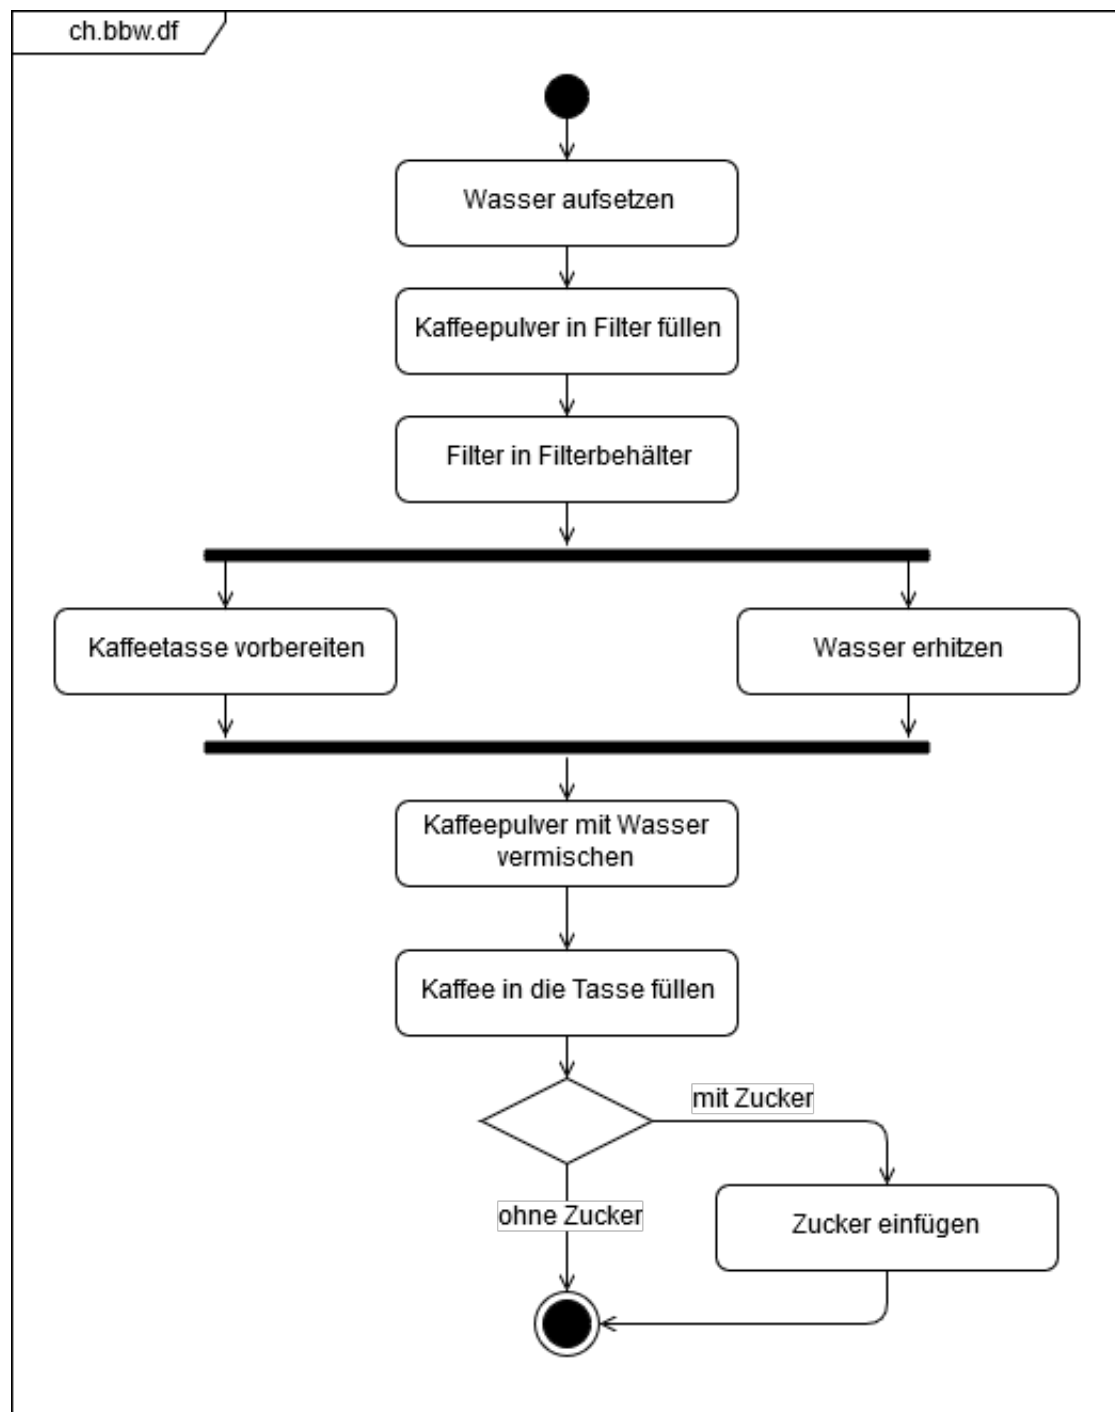 ch.bbw.df
Wasser aufsetzen
Kaffeepulver in Filter füllen
Filter in Filterbehälter
Kaffeetasse vorbereiten
Wasser erhitzen
Kaffeepulver mit Wasser
vermischen
Kaffee in die Tasse füllen
mit Zucker
ohne Zucker
Zucker einfügen